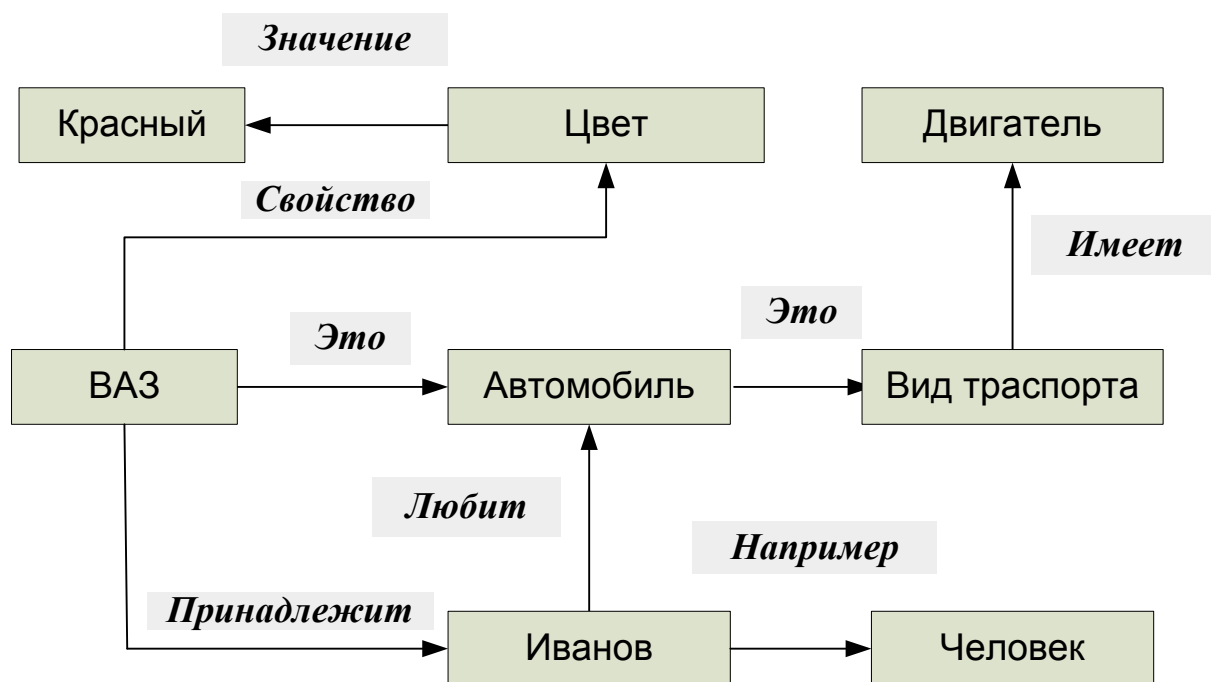 Значение
Красный
Цвет
Двигатель
Свойство
Имеет
Это
Это
ВАЗ
Автомобиль
Вид траспорта
Любит
Например
Принадлежит
Иванов
Человек